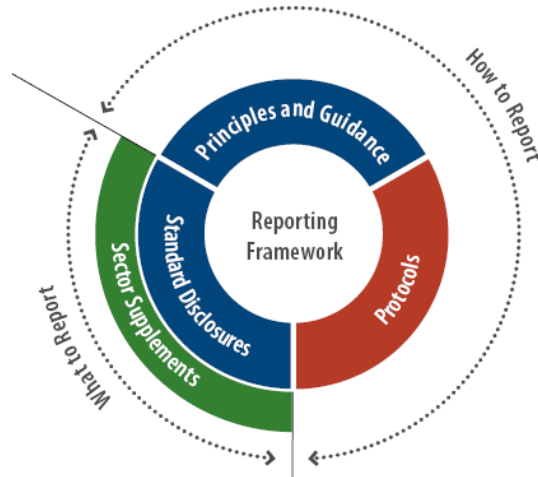 How to Report
Principles and Guidance
Reporting
Framework
Standard Disclosures
Sector Supplements
Protocols
What to Report